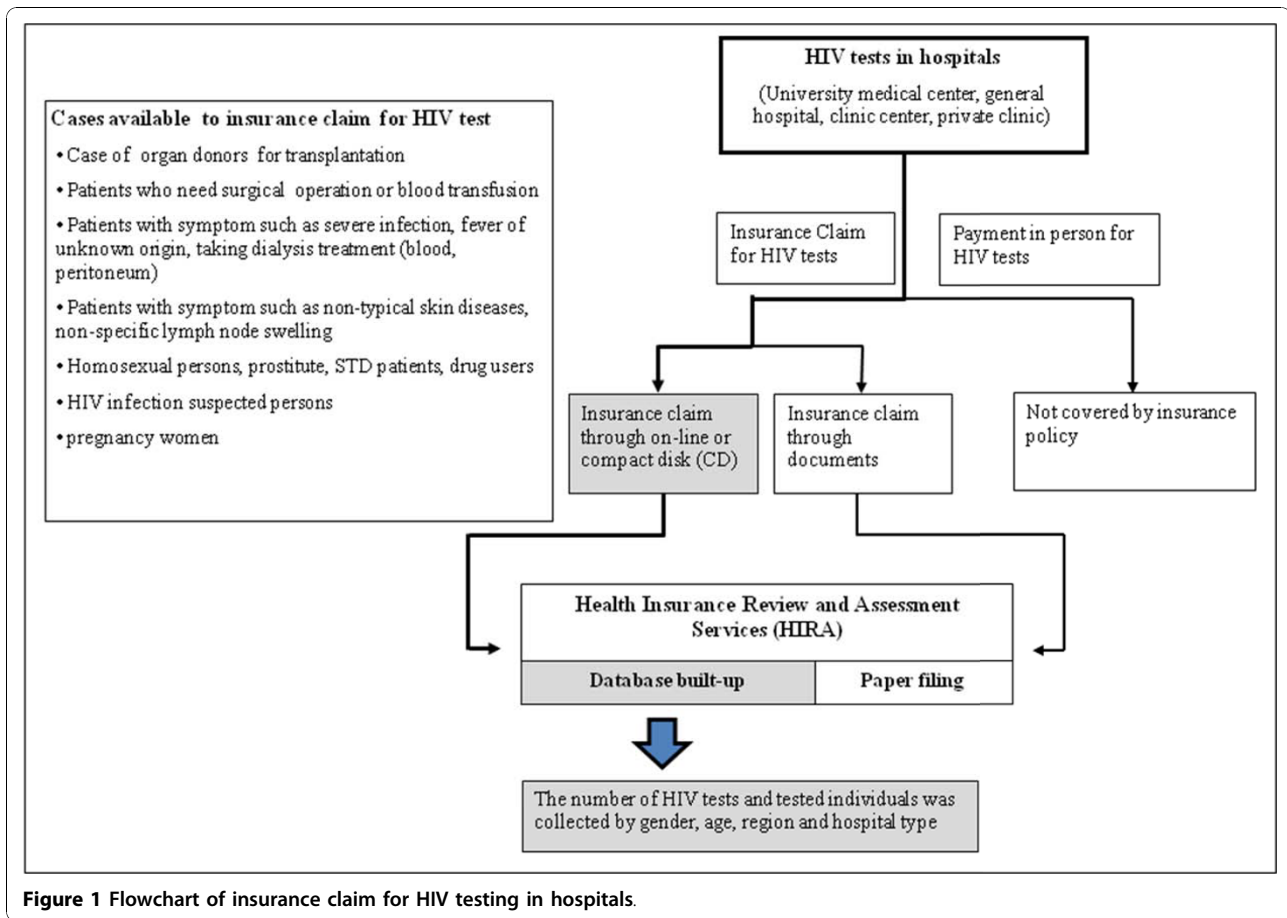 HIV tests in hospitals
(University medical center, general
hospital, clinic center, private clinic)
Cases available to insurance claim for HIV test
• Case of organ donors for transplantation
• Patients who need surgical operation or blood transfusion
• Patients with symptom such as severe infection, fever of
unknown origin, taking dialysis treatment (blood,
peritoneum)
• Patients with symptom such as non-typical skin diseases,
non-specific lymph node swelling
• Homosexual persons, prostitute, STD patients, drug users
• HIV infection suspected persons
• pregnancy women
Insurance Claim
for HIV tests
Payment in person for
HIV tests
Insurance claim
through on-line or
compact disk (CD)
Insurance claim
through
documents
Not covered by insurance
policy
Health Insurance Review and Assessment
Services (HIRA)
Database built-up
Paper filing
The number of HIV tests and tested individuals was
collected by gender, age, region and hospital type
Figure 1 Flowchart of insurance claim for HIV testing in hospitals.